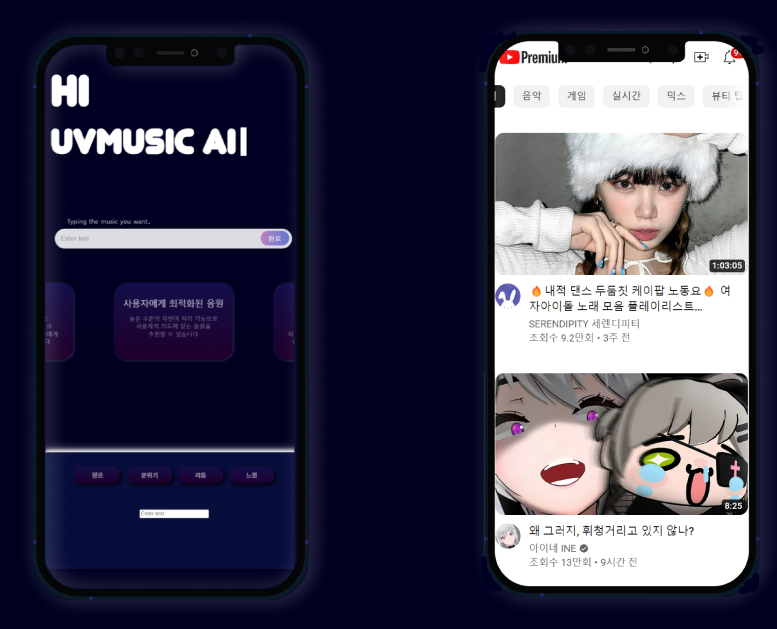 HI
UVMUSIC AI
Typing the music you want..
Enter text
완료
사용자에게 최적화된 음원
높은 수준의 자연어 처리 기능으로
사용자의 의도에 맞는 음원을
추천할 수 있습니다
장르
분위기
리듬
느낌
Enter text
Premium
음악
게임
실시간
믹스
뷰티 팁
1:03:05
🔥내적 댄스 두둠칫 케이팝 노동요🔥 여
자아이돌 노래 모음 플레이리스트...
SERENDIPITY 세렌디피티
조회수 9.2만회 • 3주 전
8:25
왜 그러지, 휘청거리고 있지 않나?
아이네 INE
조회수 13만회 • 9시간 전